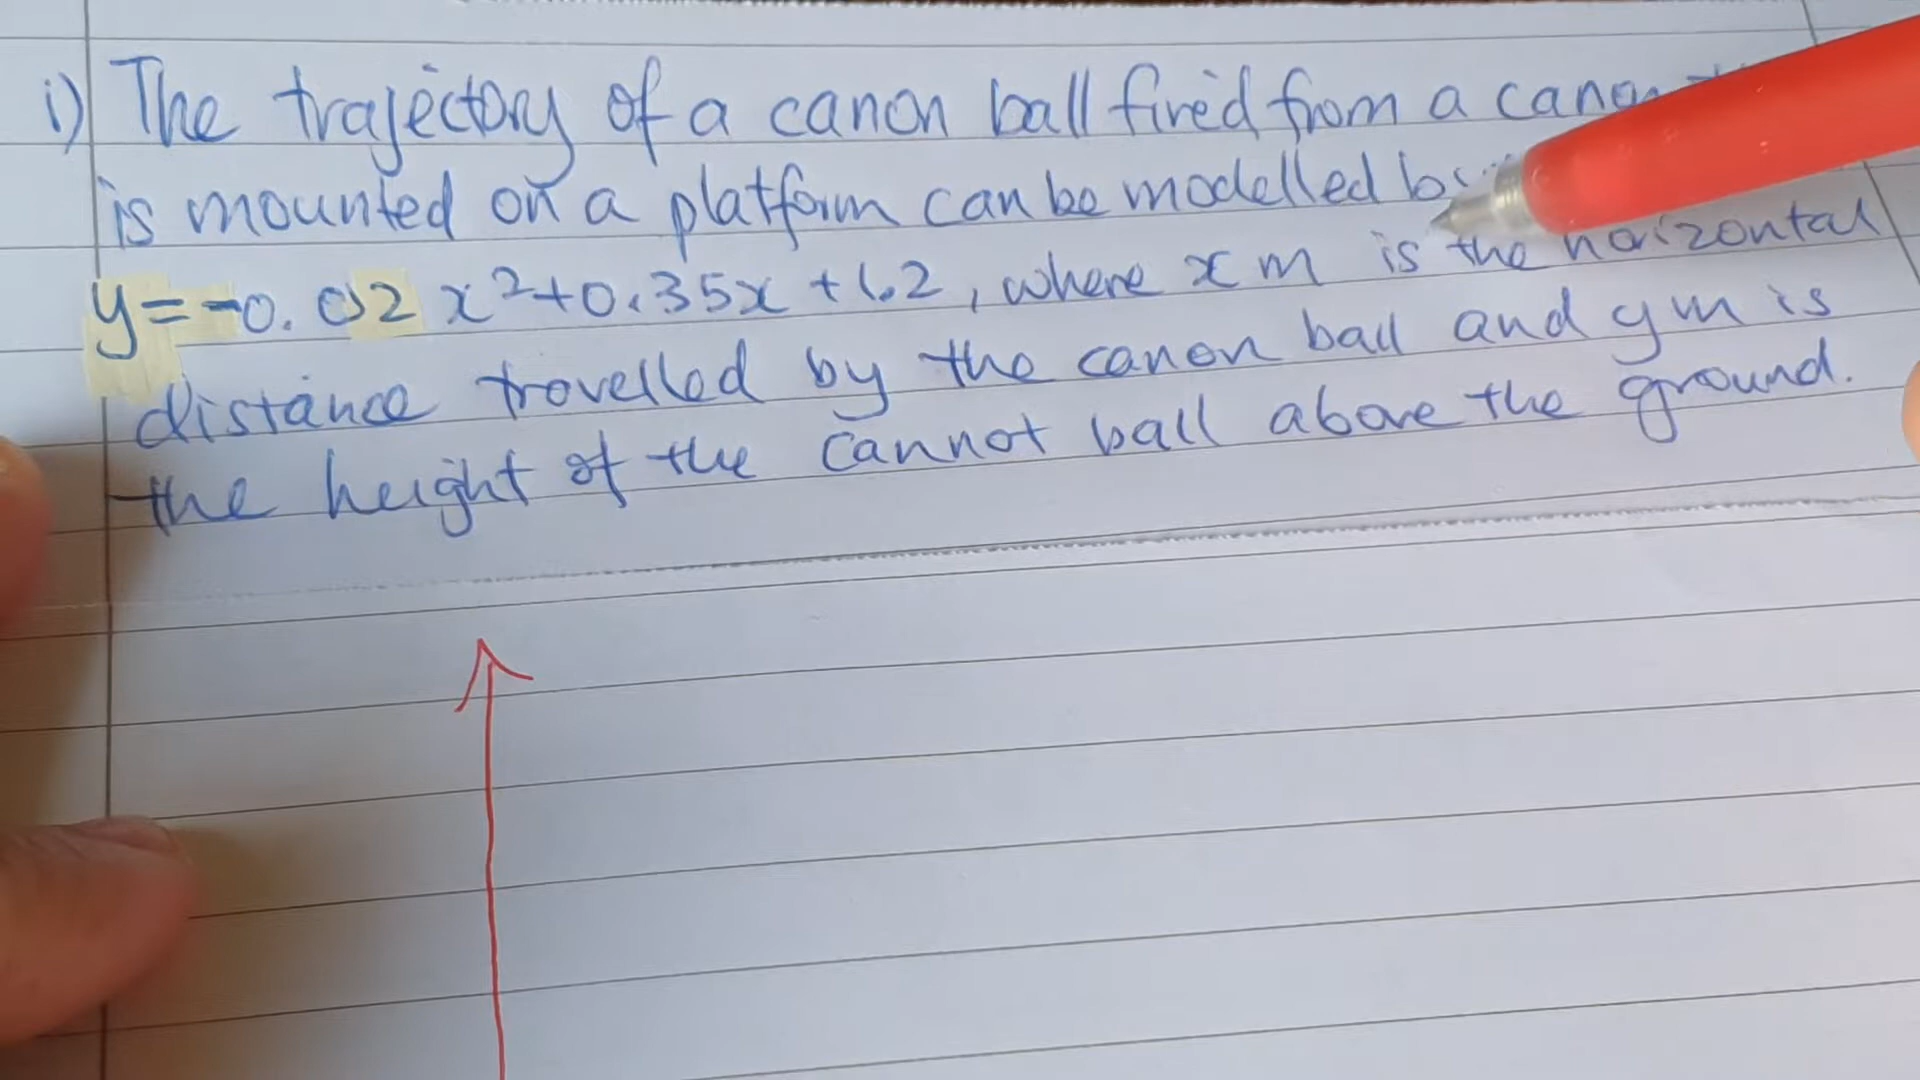 i) The trajectory of a canon ball fired from a canon
is mounted on a platform can be modelled by
y=-0.02x²+0.35x+1.2, where x m is the horizontal
distance travelled by the canon ball and y m is
the height of the cannot ball above the ground.